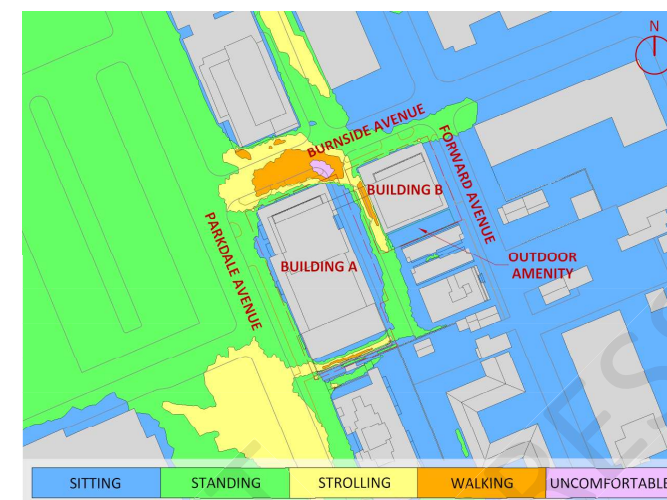 N
BURNSIDE AVENUE
FORWARD AVENUE
BUILDING B
PARKDALE AVENUE
BUILDING A
OUTDOOR
AMENITY
SITTING
STANDING
STROLLING
WALKING
UNCOMFORTABLE